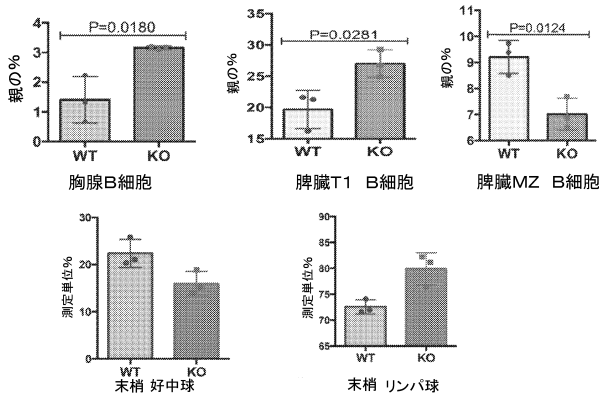 P=0.0180
親の%
4
3
2
1
0
WT KO
胸腺B細胞
P=0.0281
親の%
35
30
25
20
15
WT KO
脾臓T1 B細胞
P=0.0124
親の%
11
10
9
8
7
6
WT KO
脾臓MZ B細胞
測定単位%
30
20
10
0
WT KO
末梢 好中球
測定単位%
90
85
80
75
70
65
WT KO
末梢 リンパ球